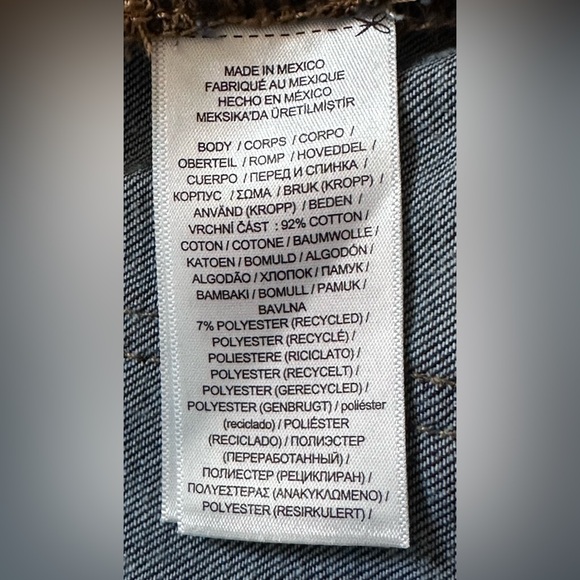 MADE IN MEXICO
FABRIQUÉ AU MEXIQUE
HECHO EN MÉXICO
MEKSIKA'DA ÜRETİLMİŞTİR
BODY / CORPS / CORPO /
OBERTEIL / ROMP / HOVEDDEL /
CUERPO / ПЕРЕД И СПИНКА /
КОРПУС / ΣΩΜΑ / BRUK (KROPP) /
ANVÄND (KROPP) / BEDEN /
VRCHNÍ ČÁST : 92% COTTON /
COTON / COTONE / BAUMWOLLE /
KATOEN / BOMULD / ALGODÓN /
ALGODÃO / ХЛОПОК / ПАМУК /
BAMBAKI / BOMULL / PAMUK /
BAVLNA
7% POLYESTER (RECYCLED) /
POLYESTER (RECYCLÉ) /
POLIESTERE (RICICLATO) /
POLYESTER (RECYCELT) /
POLYESTER (GERECYCLED) /
POLYESTER (GENBRUGT) / poliéster
(reciclado) / POLIÉSTER
(RECICLADO) / ПОЛИЭСТЕР
(ПЕРЕРАБОТАННЫЙ) /
ПОЛИЕСТЕР (РЕЦИКЛИРАН) /
ΠΟΛΥΕΣΤΕΡΑΣ (ΑΝΑΚΥΚΛΩΜΕΝΟ) /
POLYESTER (RESIRKULERT) /